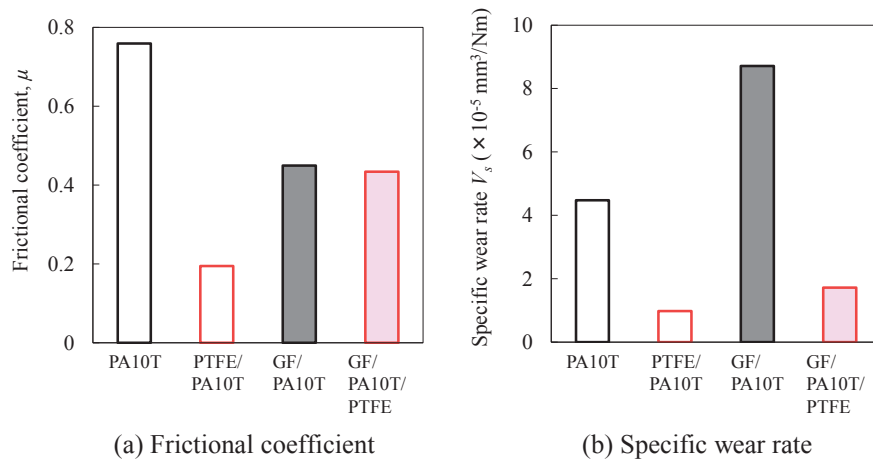 0.8
0.6
0.4
0.2
0
Frictional coefficient, μ
PA10T
PTFE/
PA10T
GF/
PA10T
GF/
PA10T/
PTFE
(a) Frictional coefficient
10
8
6
4
2
0
Specific wear rate Vs (×10-5 mm3/Nm)
PA10T
PTFE/
PA10T
GF/
PA10T
GF/
PA10T/
PTFE
(b) Specific wear rate